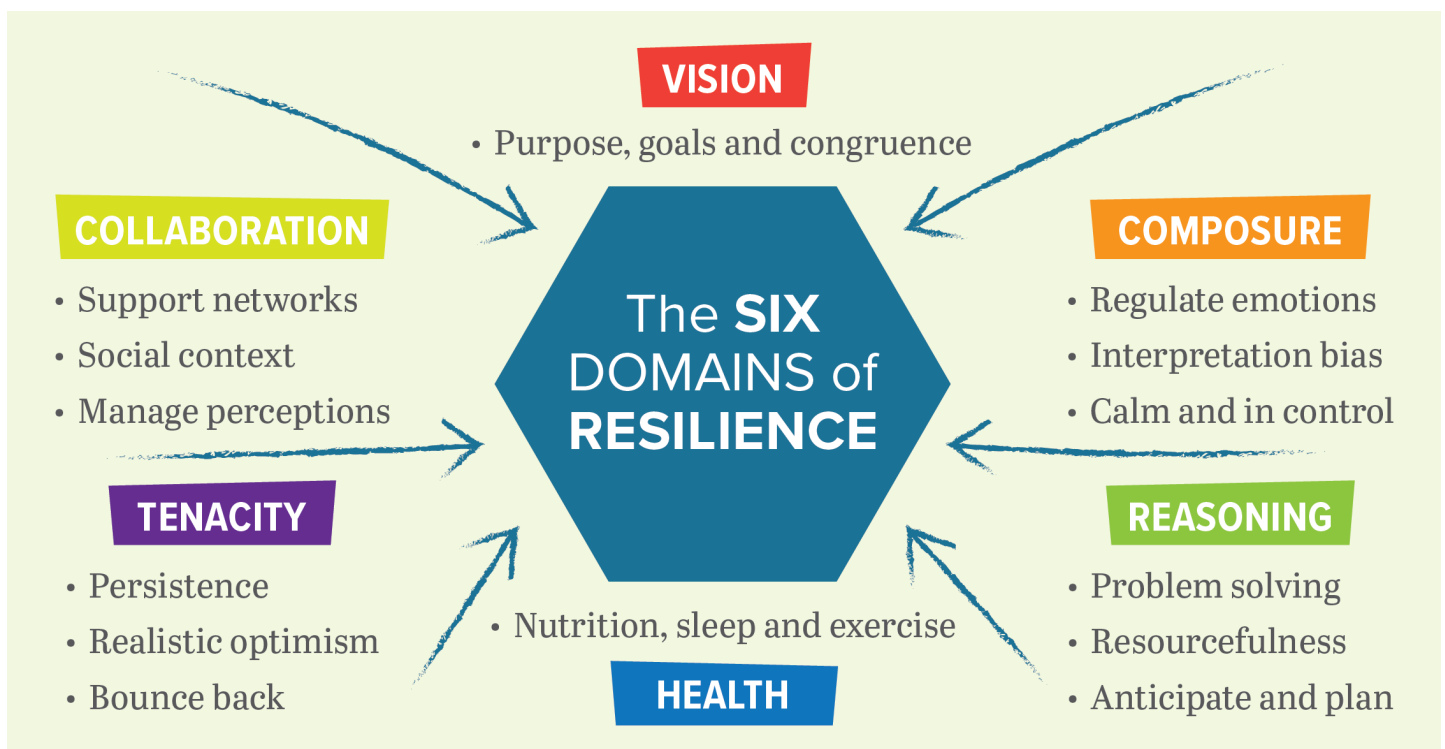 VISION
• Purpose, goals and congruence
COLLABORATION
• Support networks
• Social context
• Manage perceptions
COMPOSURE
• Regulate emotions
• Interpretation bias
• Calm and in control
The SIX
DOMAINS of
RESILIENCE
TENACITY
• Persistence
• Realistic optimism
• Bounce back
REASONING
• Problem solving
• Resourcefulness
• Anticipate and plan
• Nutrition, sleep and exercise
HEALTH